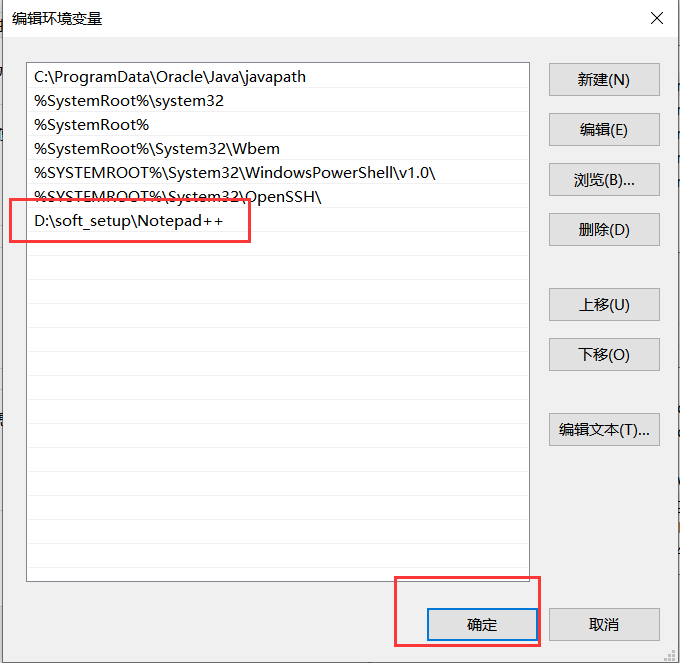 编辑环境变量
C:\ProgramData\Oracle\Java\javapath
%SystemRoot%\system32
%SystemRoot%
%SystemRoot%\System32\Wbem
%SYSTEMROOT%\System32\WindowsPowerShell\v1.0\
%SYSTEMROOT%\System32\OpenSSH\
D:\soft_setup\Notepad++
新建(N)
编辑(E)
浏览(B)...
删除(D)
上移(U)
下移(O)
编辑文本(T)...
确定
取消